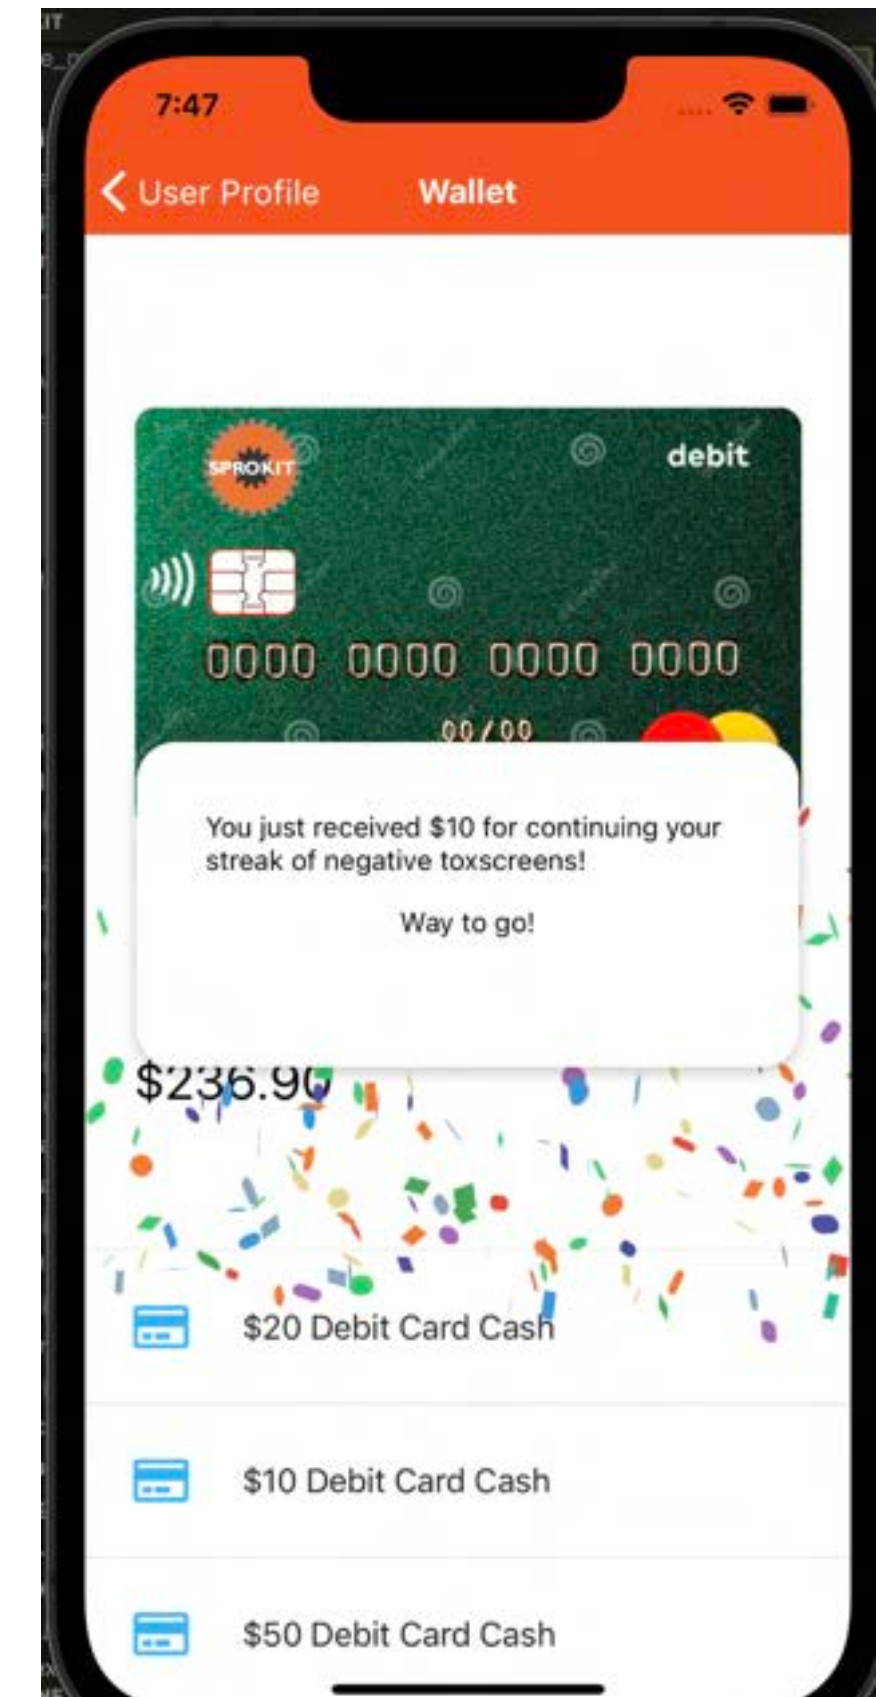 IT
7:47
User Profile
Wallet
SPROKIT
debit
0000 0000 0000 0000
00/00
You just received $10 for continuing your
streak of negative toxscreens!
Way to go!
$236.90
$20 Debit Card Cash
$10 Debit Card Cash
$50 Debit Card Cash